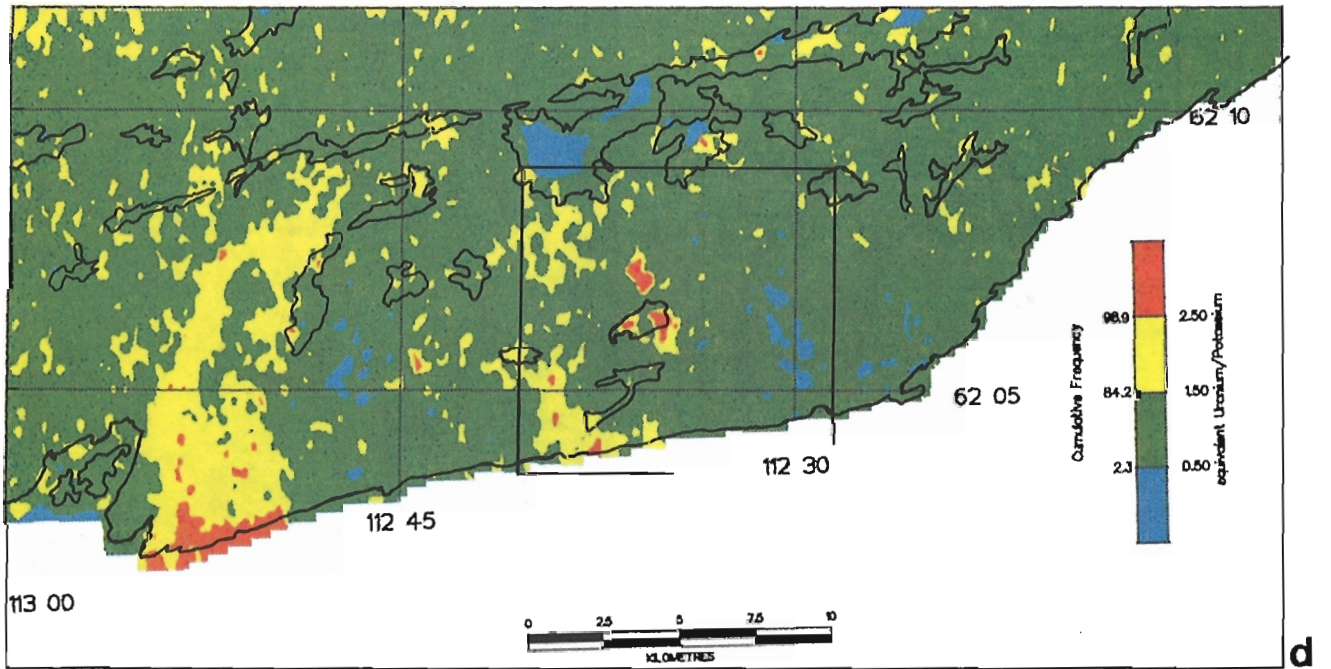 62 10
Cumulative Frequency
98.9
84.2
2.3
2.50
1.50
0.50
equivalent Uranium/Potassium
62 05
112 30
112 45
113 00
0 2.5 5 7.5 10
KILOMETRES
d